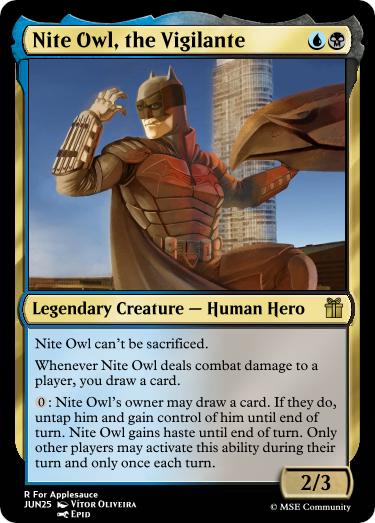 Nite Owl, the Vigilante
Legendary Creature — Human Hero
Nite Owl can't be sacrificed.
Whenever Nite Owl deals combat damage to a
player, you draw a card.
0: Nite Owl's owner may draw a card. If they do,
untap him and gain control of him until end of
turn. Nite Owl gains haste until end of turn. Only
other players may activate this ability during their
turn and only once each turn.
2/3
R For Applesauce
JUN25 Vitor Oliveira
Epid
© MSE Community